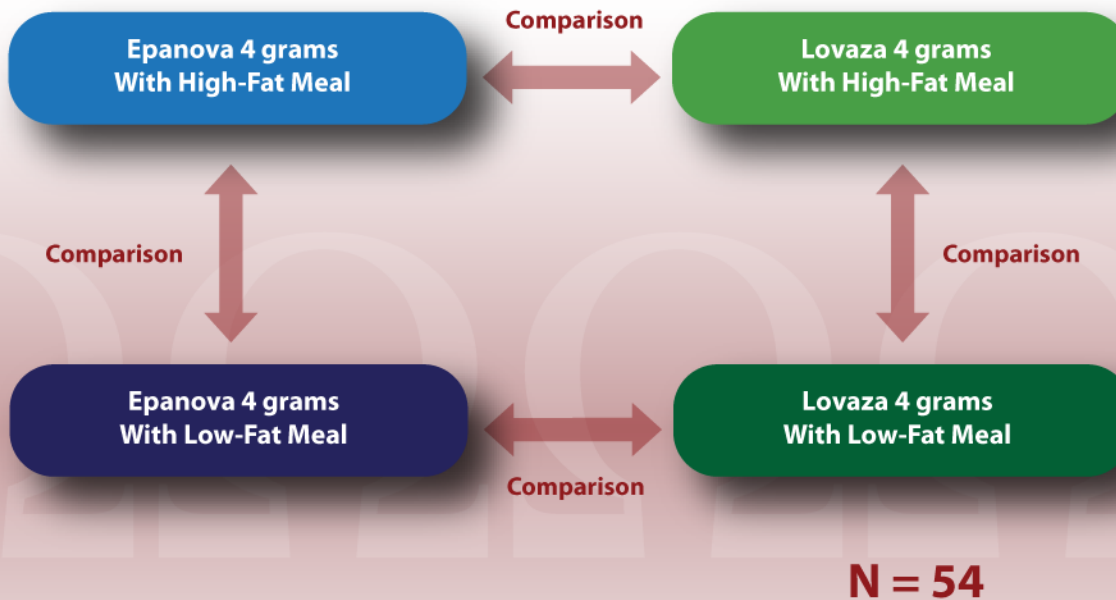 Comparison
Epanova 4 grams
With High-Fat Meal
Lovaza 4 grams
With High-Fat Meal
Comparison
Comparison
Epanova 4 grams
With Low-Fat Meal
Lovaza 4 grams
With Low-Fat Meal
Comparison
N = 54